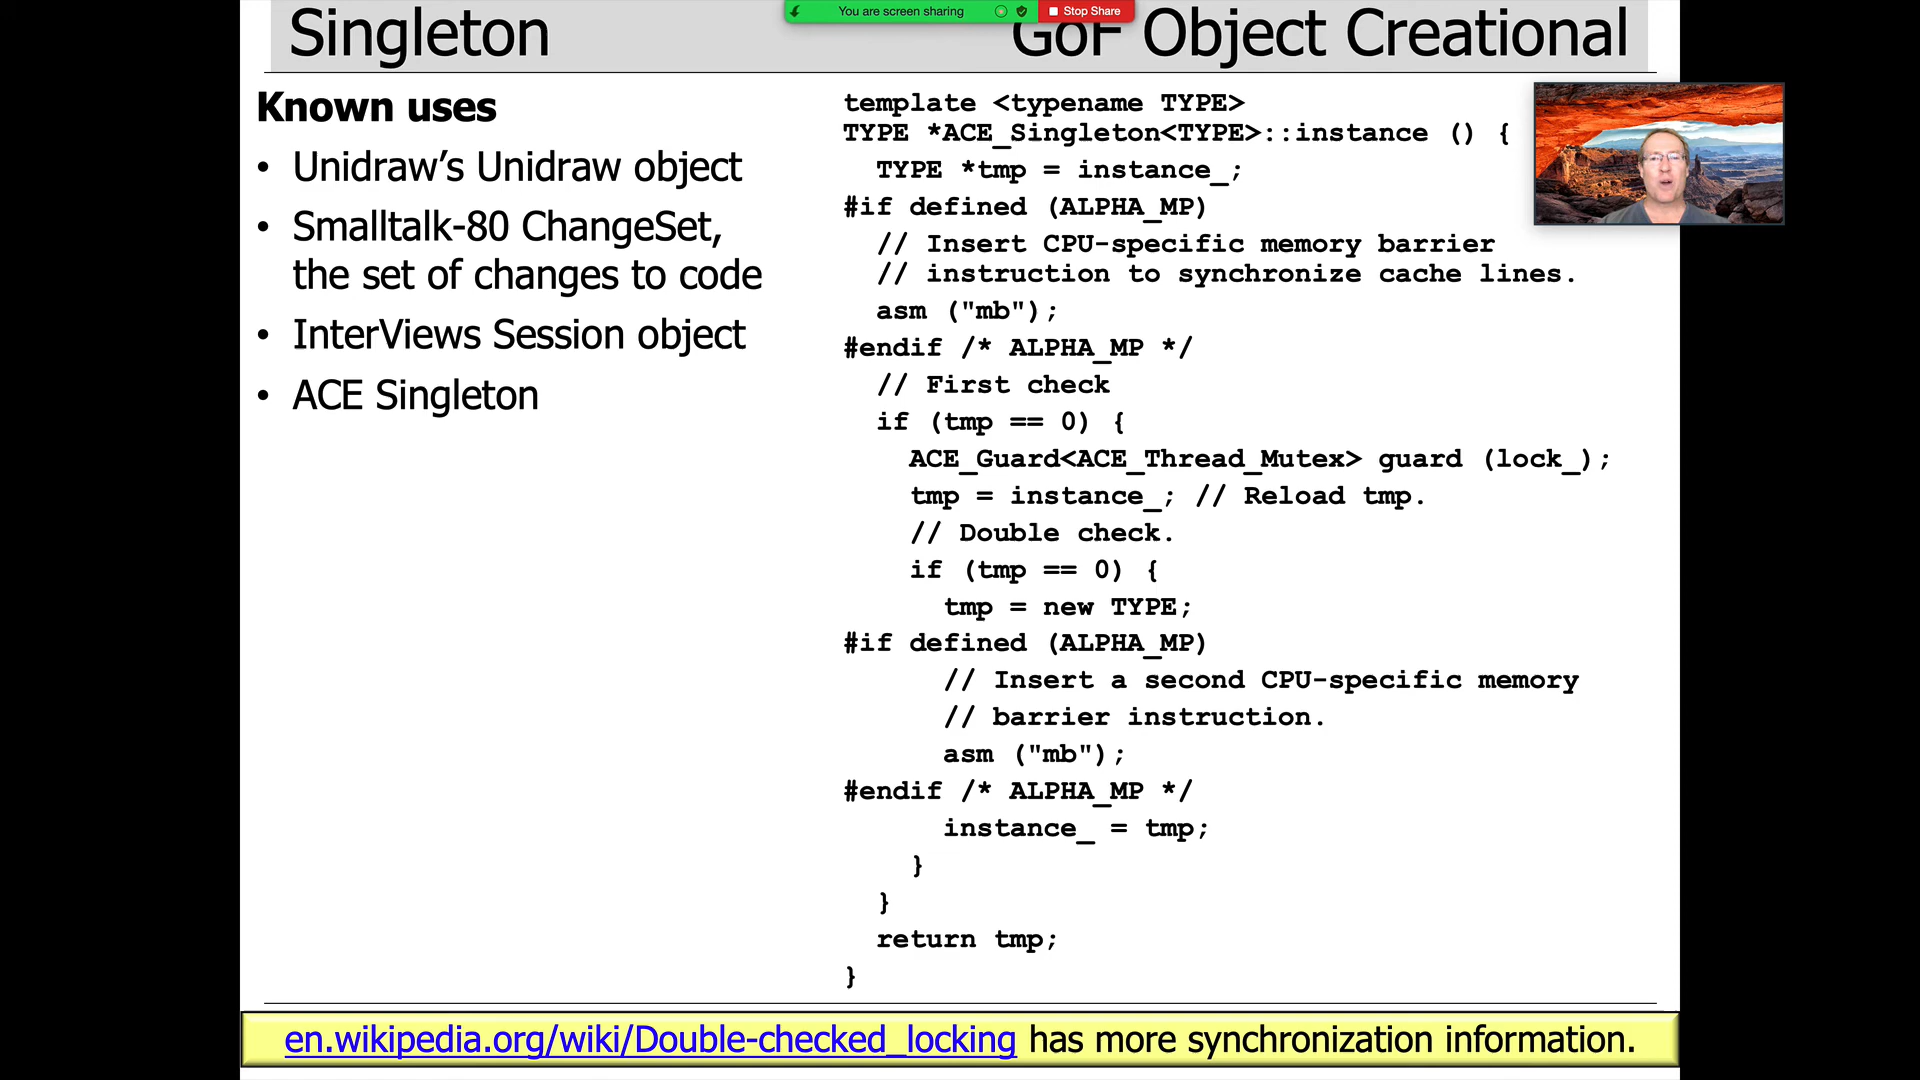 You are screen sharing
Stop Share
Singleton
GoF Object Creational
Known uses
• Unidraw’s Unidraw object
• Smalltalk-80 ChangeSet,
the set of changes to code
• InterViews Session object
• ACE Singleton
template <typename TYPE>
TYPE *ACE_Singleton<TYPE>::instance () {
  TYPE *tmp = instance_;
#if defined (ALPHA_MP)
  // Insert CPU-specific memory barrier
  // instruction to synchronize cache lines.
  asm ("mb");
#endif /* ALPHA_MP */
  // First check
  if (tmp == 0) {
    ACE_Guard<ACE_Thread_Mutex> guard (lock_);
    tmp = instance_; // Reload tmp.
    // Double check.
    if (tmp == 0) {
      tmp = new TYPE;
#if defined (ALPHA_MP)
      // Insert a second CPU-specific memory
      // barrier instruction.
      asm ("mb");
#endif /* ALPHA_MP */
      instance_ = tmp;
    }
  }
  return tmp;
}
en.wikipedia.org/wiki/Double-checked_locking has more synchronization information.